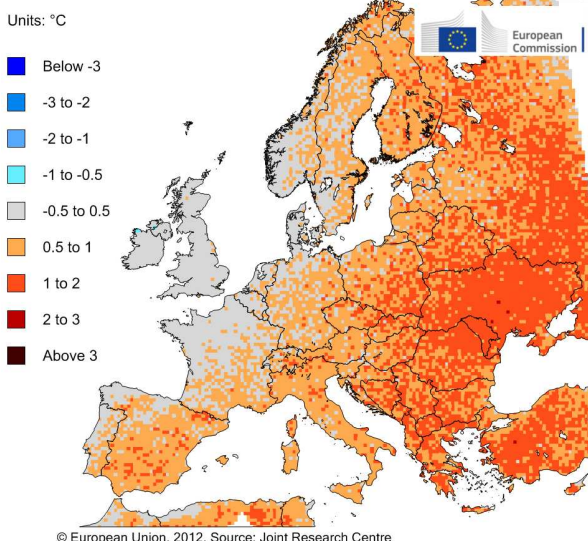 Units: °C
European
Commission
Below -3
-3 to -2
-2 to -1
-1 to -0.5
-0.5 to 0.5
0.5 to 1
1 to 2
2 to 3
Above 3
© European Union, 2012. Source: Joint Research Centre